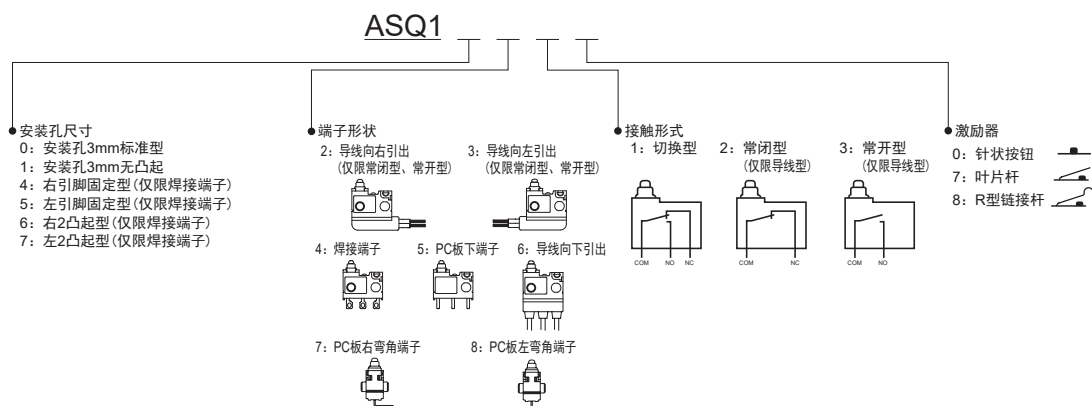 ASQ1
安装孔尺寸
0：安装孔3mm标准型
1：安装孔3mm无凸起
4：右引脚固定型(仅限焊接端子)
5：左引脚固定型(仅限焊接端子)
6：右2凸起型(仅限焊接端子)
7：左2凸起型(仅限焊接端子)
端子形状
2：导线向右引出
(仅限常闭型、常开型)
3：导线向左引出
(仅限常闭型、常开型)
4：焊接端子
5：PC板下端子
6：导线向下引出
7：PC板右弯角端子
8：PC板左弯角端子
接触形式
1：切换型
2：常闭型
(仅限导线型)
3：常开型
(仅限导线型)
COM NO NC
COM NC
COM NO
激励器
0：针状按钮
7：叶片杆
8：R型链接杆